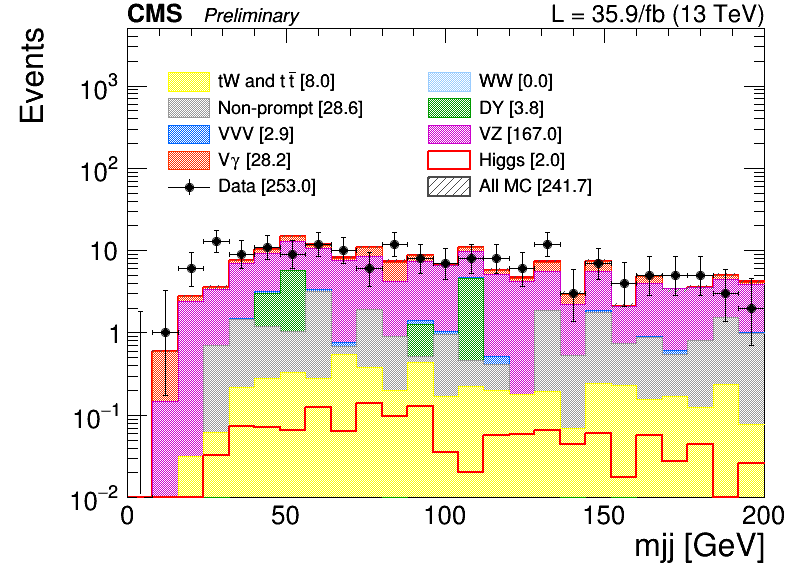 CMS Preliminary L = 35.9/fb (13 TeV)
Events
tW and t t̅ [8.0] WW [0.0]
Non-prompt [28.6] DY [3.8]
VVV [2.9] VZ [167.0]
Vγ [28.2] Higgs [2.0]
Data [253.0] All MC [241.7]
10³
10²
10
1
10⁻¹
10⁻²
0 50 100 150 200
mjj [GeV]